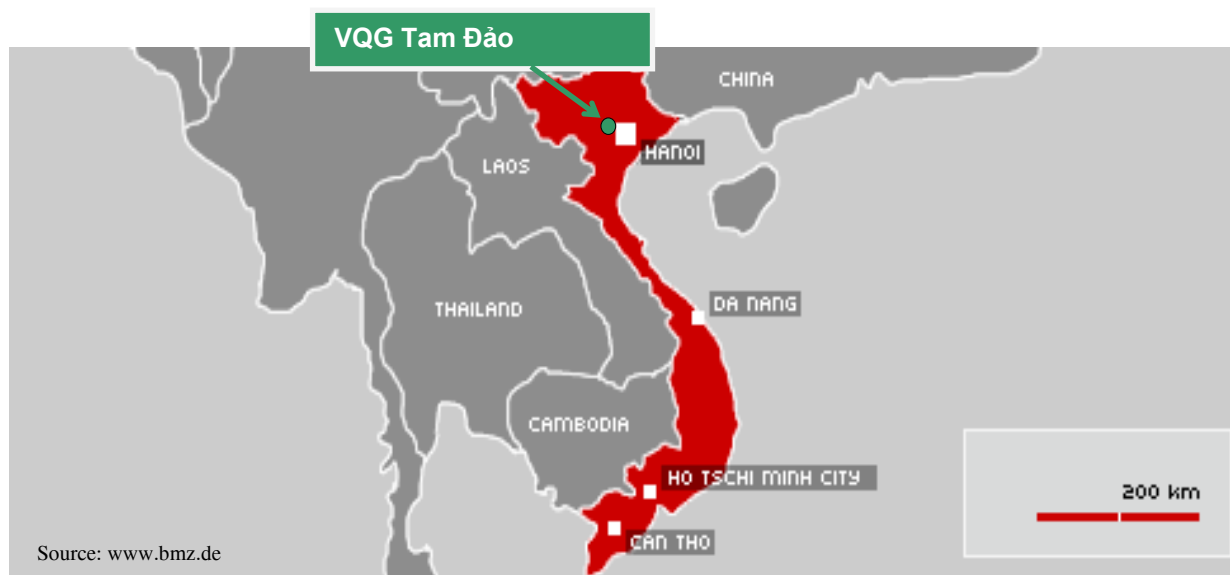 VQG Tam Đảo
CHINA
HANOI
LAOS
DA NANG
THAILAND
CAMBODIA
HO TSCHI MINH CITY
200 km
CAN THO
Source: www.bmz.de